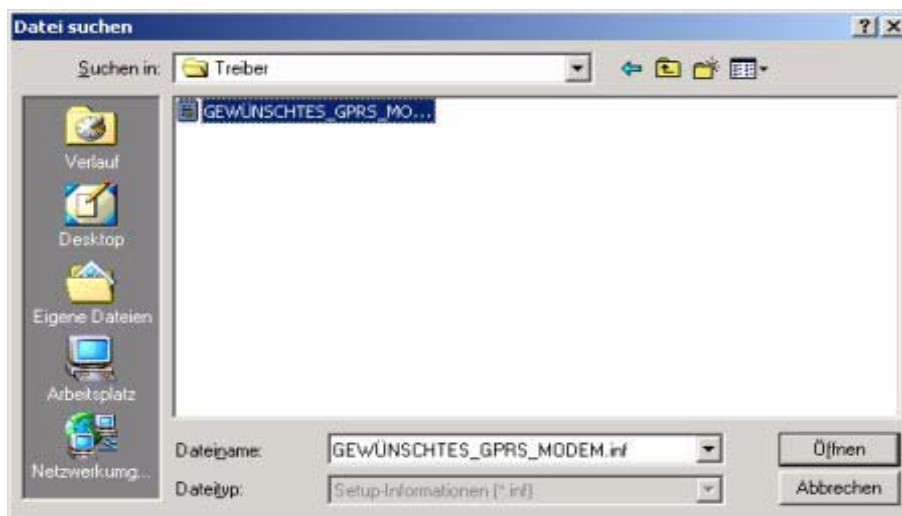 Datei suchen
Suchen in:
Treiber
GEWÜNSCHTES_GPRS_MO...
Verlauf
Desktop
Eigene Dateien
Arbeitsplatz
Netzwerkumg...
Dateiname:
GEWÜNSCHTES_GPRS_MODEM.inf
Öffnen
Dateityp:
Setup-Informationen (*.inf)
Abbrechen